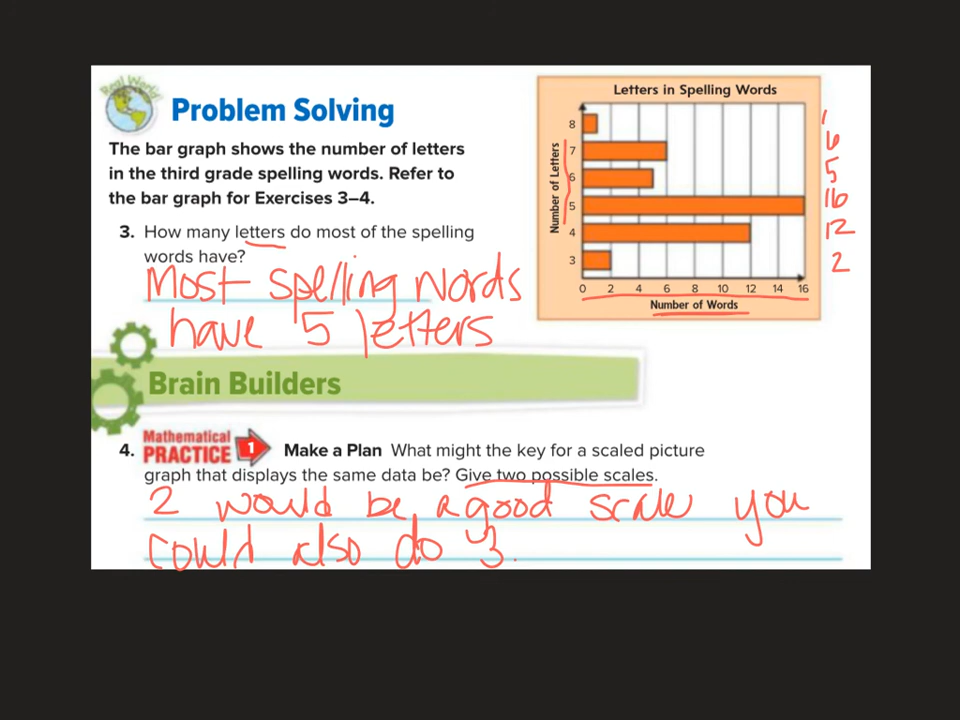 Real World
Problem Solving
The bar graph shows the number of letters
in the third grade spelling words. Refer to
the bar graph for Exercises 3–4.
3. How many letters do most of the spelling
words have?
Most spelling words
have 5 letters
Letters in Spelling Words
Number of Letters
8
7
6
5
4
3
0 2 4 6 8 10 12 14 16
Number of Words
1
6
5
16
12
2
Brain Builders
4. Mathematical
PRACTICE 1 Make a Plan What might the key for a scaled picture
graph that displays the same data be? Give two possible scales.
2 would be a good scale you
could also do 3.